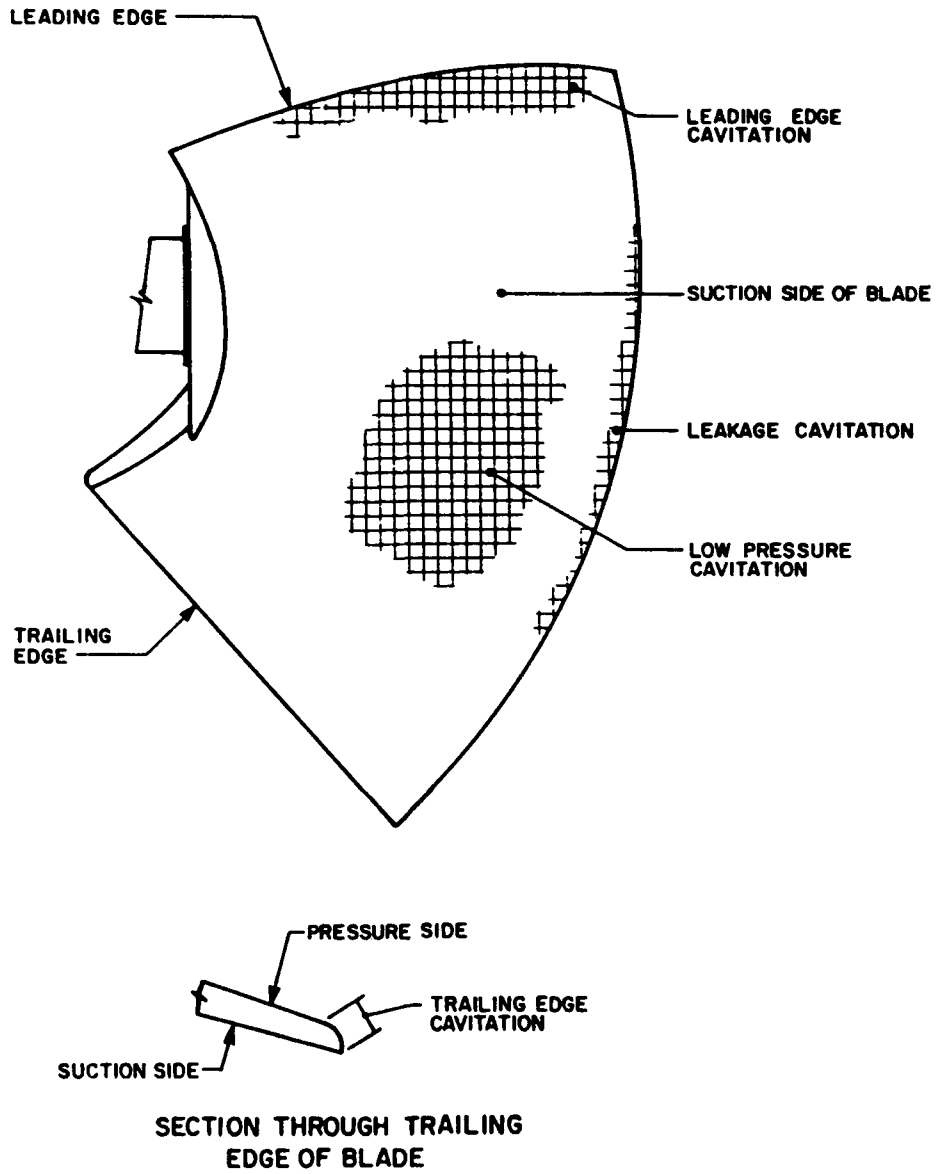 LEADING EDGE
LEADING EDGE
CAVITATION
SUCTION SIDE OF BLADE
LEAKAGE CAVITATION
LOW PRESSURE
CAVITATION
TRAILING
EDGE
PRESSURE SIDE
TRAILING EDGE
CAVITATION
SUCTION SIDE
SECTION THROUGH TRAILING
EDGE OF BLADE